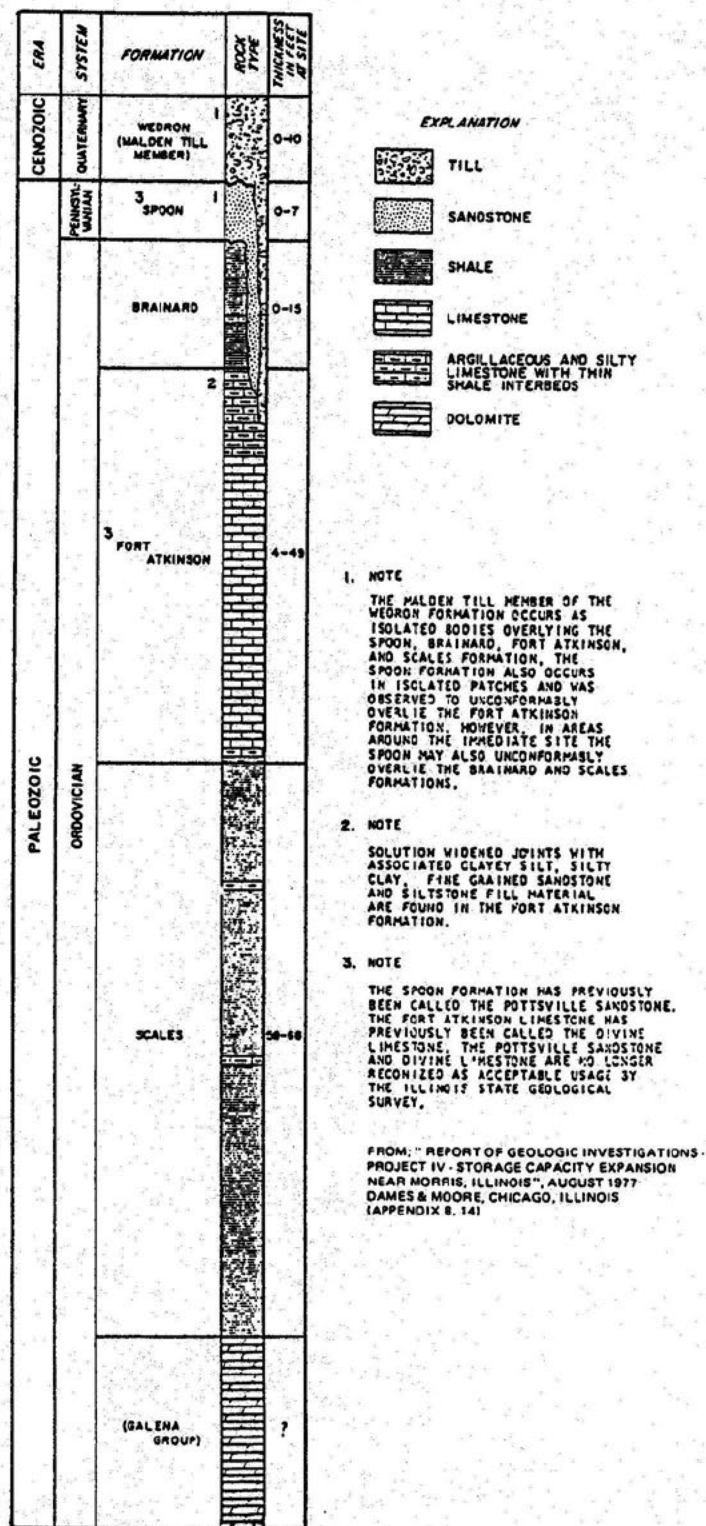 ERA
SYSTEM
FORMATION
ROCK TYPE
THICKNESS IN FEET AT SITE
CENOZOIC
QUATERNARY
1
WEDRON
(MALDEN TILL
MEMBER)
0-10
PALEOZOIC
PENNSYL-
VANIAN
3 SPOON 1
0-7
ORDOVICIAN
BRAINARD
0-15
2
3 FORT
ATKINSON
4-49
SCALES
(GALENA
GROUP)
?
EXPLANATION
TILL
SANDSTONE
SHALE
LIMESTONE
ARGILLACEOUS AND SILTY
LIMESTONE WITH THIN
SHALE INTERBEDS
DOLOMITE
1. NOTE
THE MALDEN TILL MEMBER OF THE
WEDRON FORMATION OCCURS AS
ISOLATED BODIES OVERLYING THE
SPOON, BRAINARD, FORT ATKINSON,
AND SCALES FORMATION, THE
SPOON FORMATION ALSO OCCURS
IN ISOLATED PATCHES AND WAS
OBSERVED TO UNCONFORMABLY
OVERLIE THE FORT ATKINSON
FORMATION. HOWEVER, IN AREAS
AROUND THE IMMEDIATE SITE THE
SPOON MAY ALSO UNCONFORMABLY
OVERLIE THE BRAINARD AND SCALES
FORMATIONS.
2. NOTE
SOLUTION WIDENED JOINTS WITH
ASSOCIATED CLAYEY SILT, SILTY
CLAY, FINE GRAINED SANDSTONE
AND SILTSTONE FILL MATERIAL
ARE FOUND IN THE FORT ATKINSON
FORMATION.
3. NOTE
THE SPOON FORMATION HAS PREVIOUSLY
BEEN CALLED THE POTTSVILLE SANDSTONE.
THE FORT ATKINSON LIMESTONE HAS
PREVIOUSLY BEEN CALLED THE DIVINE
LIMESTONE. THE POTTSVILLE SANDSTONE
AND DIVINE LIMESTONE ARE NO LONGER
RECONIZED AS ACCEPTABLE USAGE BY
THE ILLINOIS STATE GEOLOGICAL
SURVEY.
FROM; "REPORT OF GEOLOGIC INVESTIGATIONS -
PROJECT IV - STORAGE CAPACITY EXPANSION
NEAR MORRIS, ILLINOIS", AUGUST 1977
DAMES & MOORE, CHICAGO, ILLINOIS
(APPENDIX B. 14)